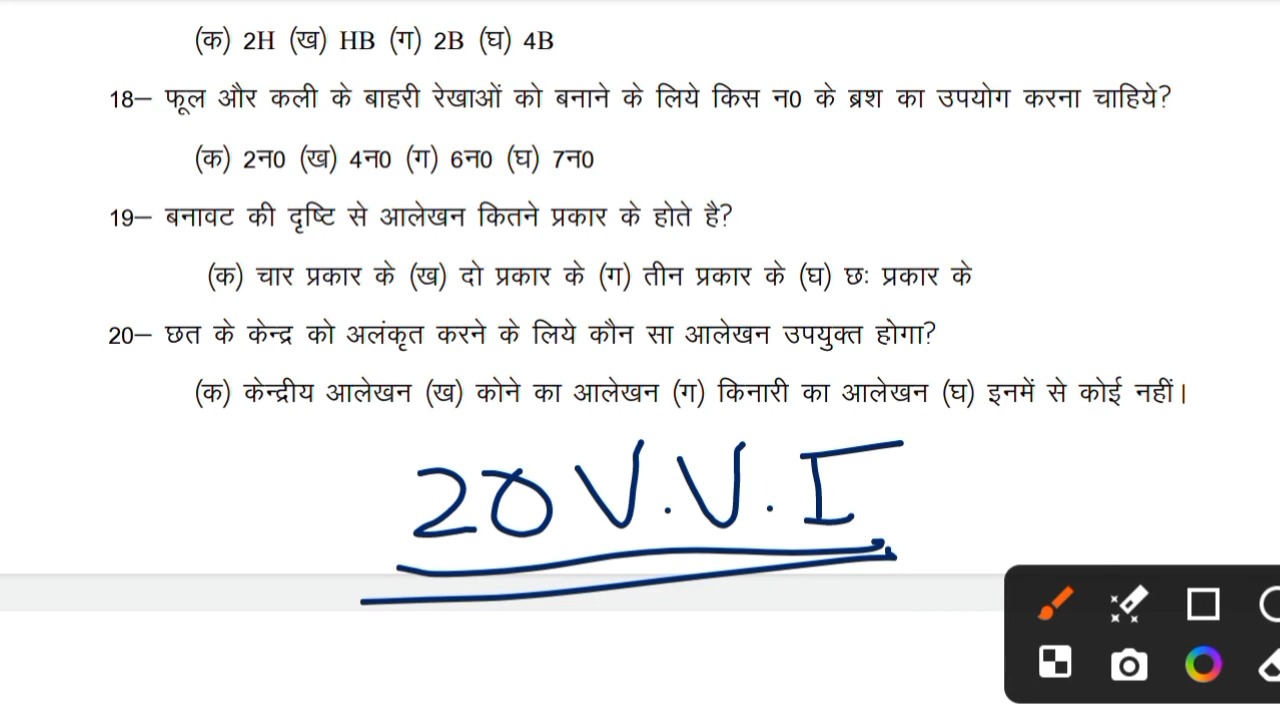 (क) 2H (ख) HB (ग) 2B (घ) 4B
18– फूल और कली के बाहरी रेखाओं को बनाने के लिये किस न0 के ब्रश का उपयोग करना चाहिये?
(क) 2न0 (ख) 4न0 (ग) 6न0 (घ) 7न0
19– बनावट की दृष्टि से आलेखन कितने प्रकार के होते है?
(क) चार प्रकार के (ख) दो प्रकार के (ग) तीन प्रकार के (घ) छः प्रकार के
20– छत के केन्द्र को अलंकृत करने के लिये कौन सा आलेखन उपयुक्त होगा?
(क) केन्द्रीय आलेखन (ख) कोने का आलेखन (ग) किनारी का आलेखन (घ) इनमें से कोई नहीं।
20 V.V.I